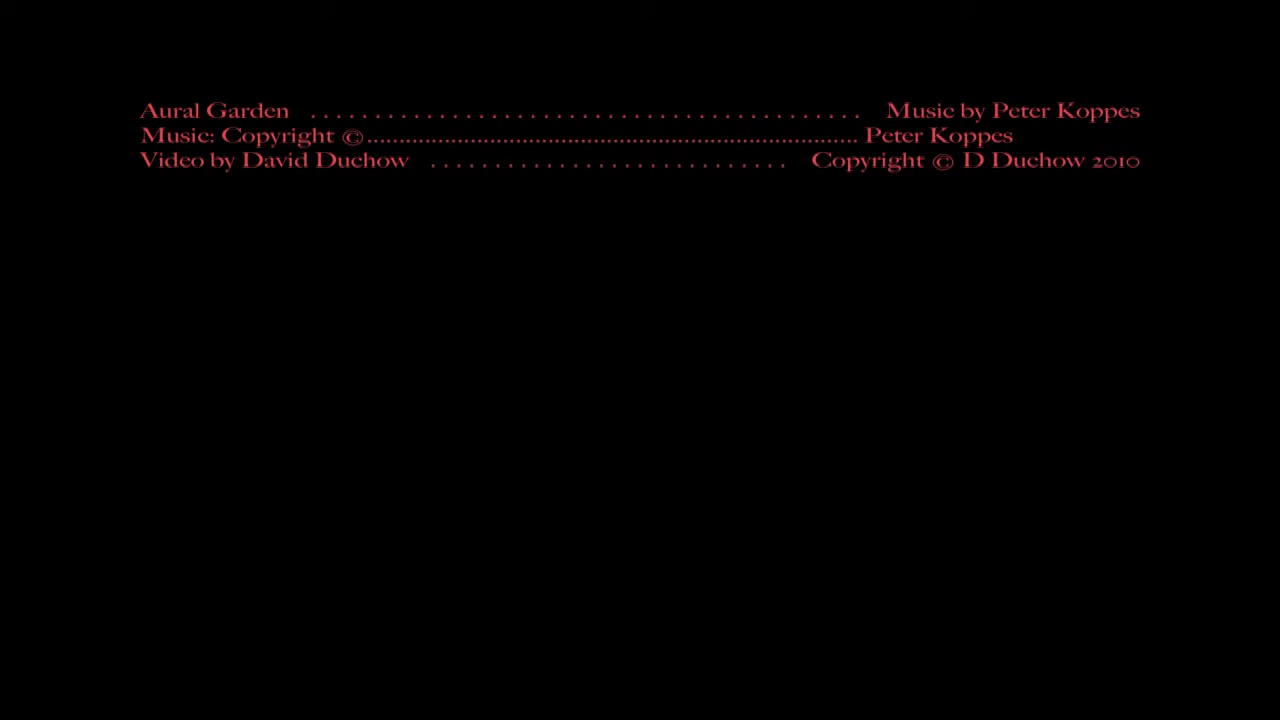 Aural Garden . . . . . . . . . . . . . . . . . . . . . . . . . . . . . . . . . . . . . . . . . . . Music by Peter Koppes
Music: Copyright ©............................................................................ Peter Koppes
Video by David Duchow . . . . . . . . . . . . . . . . . . . . . . . . . . . . Copyright © D Duchow 2010